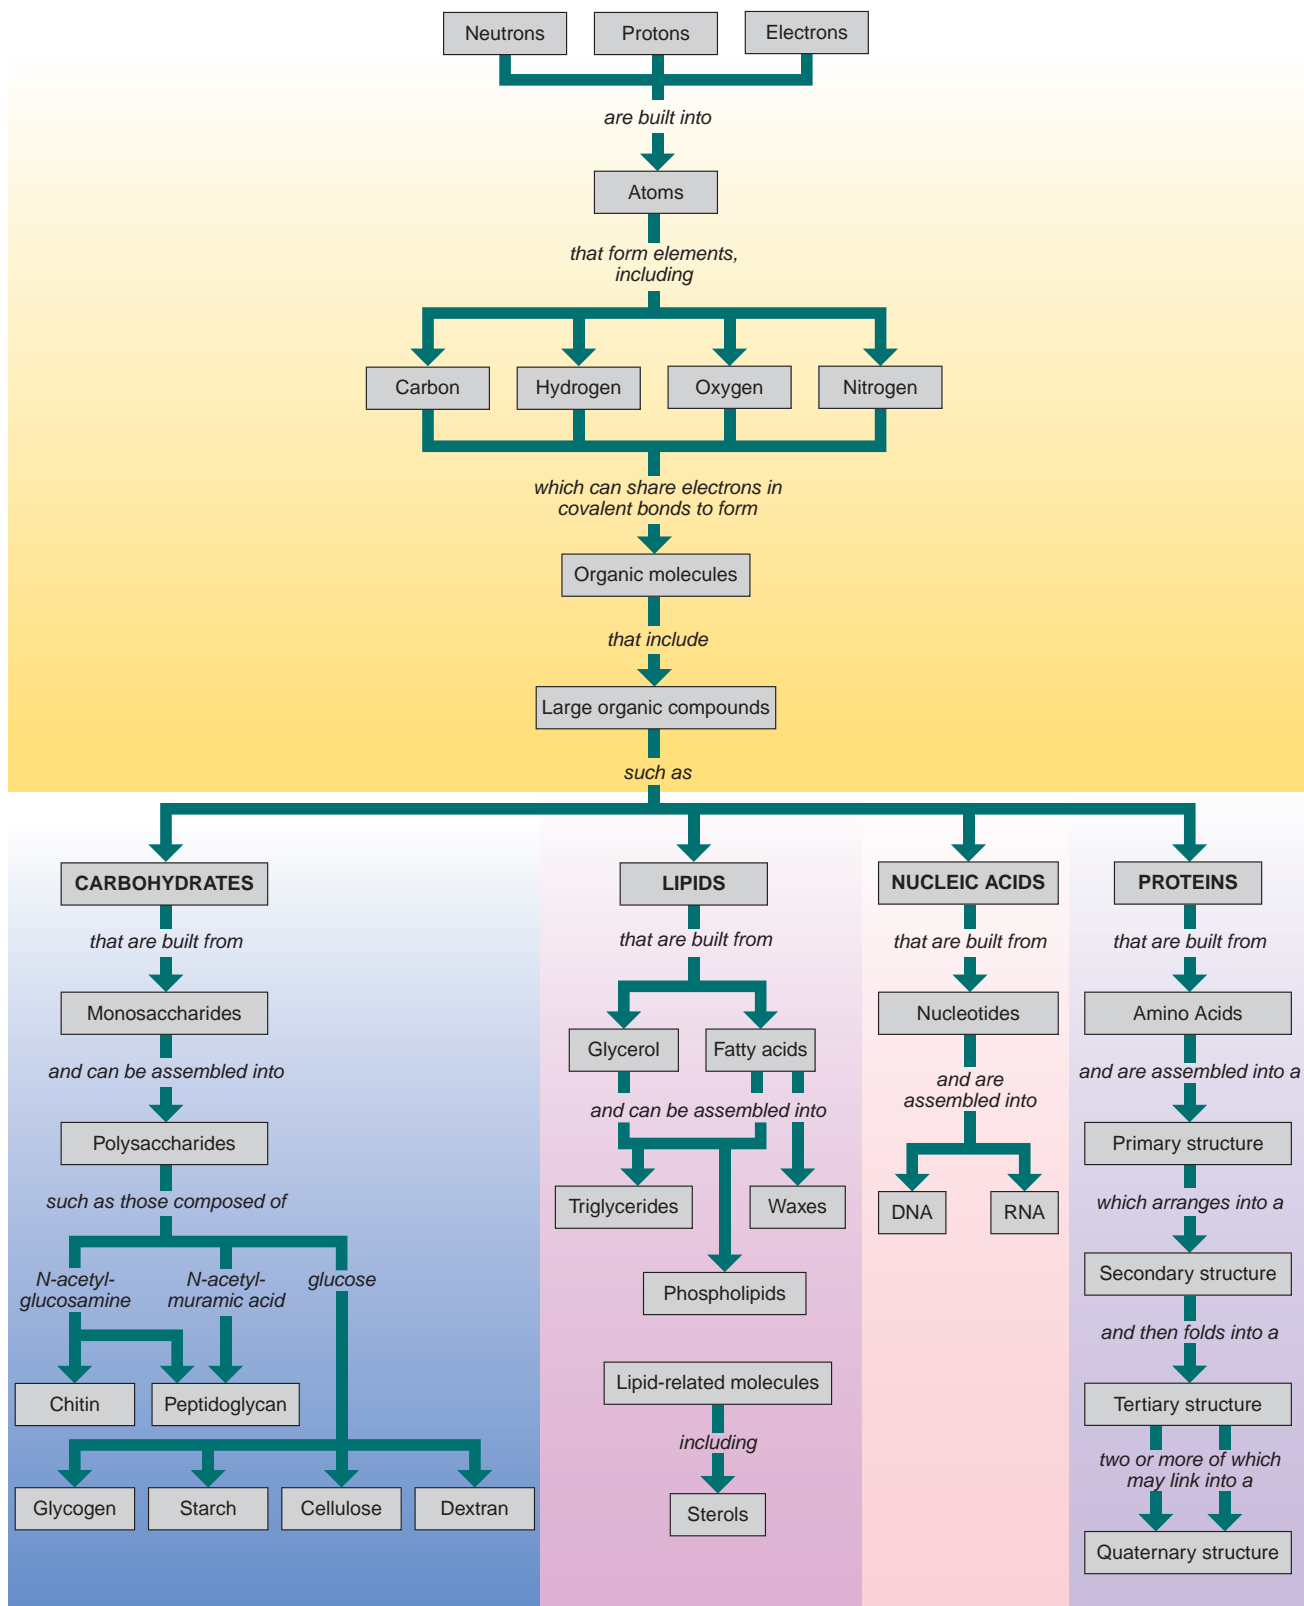 Neutrons
Protons
Electrons
are built into
Atoms
that form elements,
including
Carbon
Hydrogen
Oxygen
Nitrogen
which can share electrons in
covalent bonds to form
Organic molecules
that include
Large organic compounds
such as
CARBOHYDRATES
that are built from
Monosaccharides
and can be assembled into
Polysaccharides
such as those composed of
N-acetyl-
glucosamine
N-acetyl-
muramic acid
glucose
Chitin
Peptidoglycan
Glycogen
Starch
Cellulose
Dextran
LIPIDS
that are built from
Glycerol
Fatty acids
and can be assembled into
Triglycerides
Waxes
Phospholipids
Lipid-related molecules
including
Sterols
NUCLEIC ACIDS
that are built from
Nucleotides
and are
assembled into
DNA
RNA
PROTEINS
that are built from
Amino Acids
and are assembled into a
Primary structure
which arranges into a
Secondary structure
and then folds into a
Tertiary structure
two or more of which
may link into a
Quaternary structure